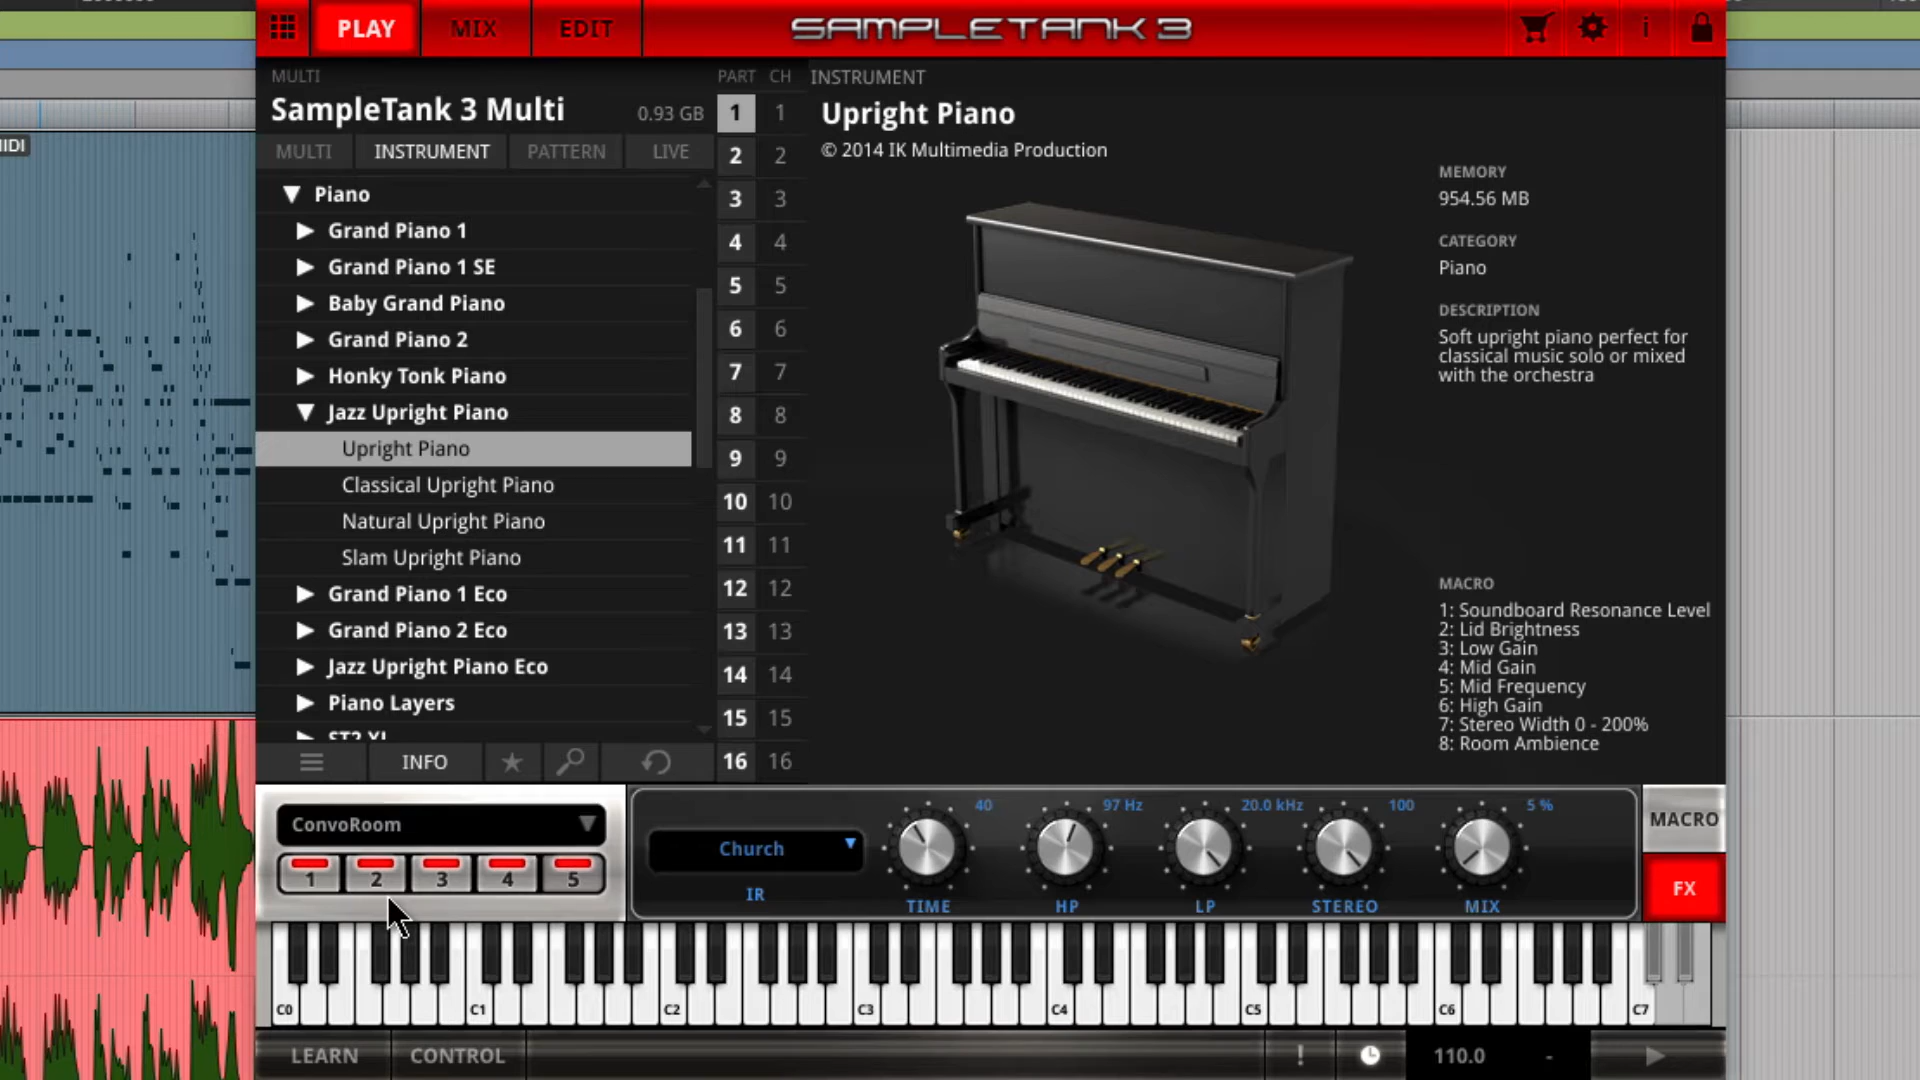 PLAY MIX EDIT SAMPLETANK 3 i
MULTI
SampleTank 3 Multi 0.93 GB
MULTI INSTRUMENT PATTERN LIVE
Piano
Grand Piano 1
Grand Piano 1 SE
Baby Grand Piano
Grand Piano 2
Honky Tonk Piano
Jazz Upright Piano
Upright Piano
Classical Upright Piano
Natural Upright Piano
Slam Upright Piano
Grand Piano 1 Eco
Grand Piano 2 Eco
Jazz Upright Piano Eco
Piano Layers
ST2 XL
INFO
PART CH
1 1
2 2
3 3
4 4
5 5
6 6
7 7
8 8
9 9
10 10
11 11
12 12
13 13
14 14
15 15
16 16
INSTRUMENT
Upright Piano
© 2014 IK Multimedia Production
MEMORY
954.56 MB
CATEGORY
Piano
DESCRIPTION
Soft upright piano perfect for
classical music solo or mixed
with the orchestra
MACRO
1: Soundboard Resonance Level
2: Lid Brightness
3: Low Gain
4: Mid Gain
5: Mid Frequency
6: High Gain
7: Stereo Width 0 - 200%
8: Room Ambience
ConvoRoom
1 2 3 4 5
Church
IR
40 97 Hz 20.0 kHz 100 5 %
TIME HP LP STEREO MIX
MACRO
FX
C0 C1 C2 C3 C4 C5 C6 C7
LEARN CONTROL ! 110.0 -